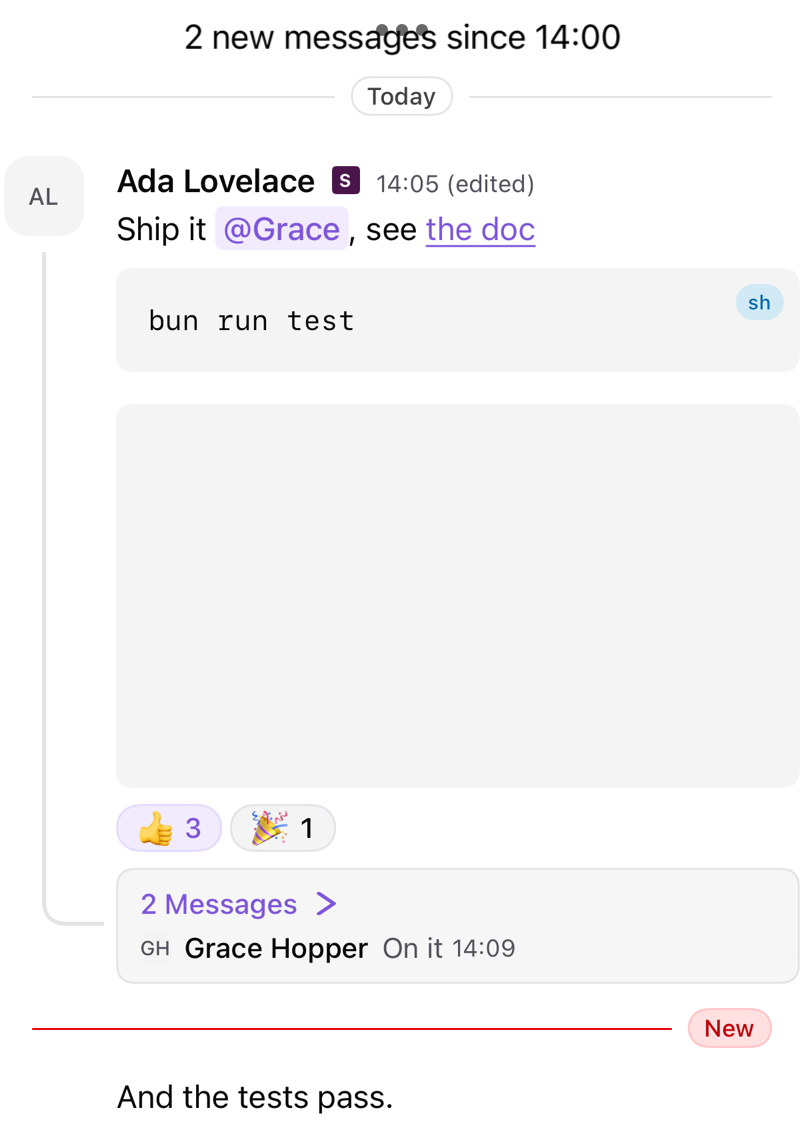 2 new messages since 14:00
Today
AL
Ada Lovelace S 14:05 (edited)
Ship it @Grace, see the doc
sh
bun run test
👍 3 🎉 1
2 Messages >
GH Grace Hopper On it 14:09
New
And the tests pass.